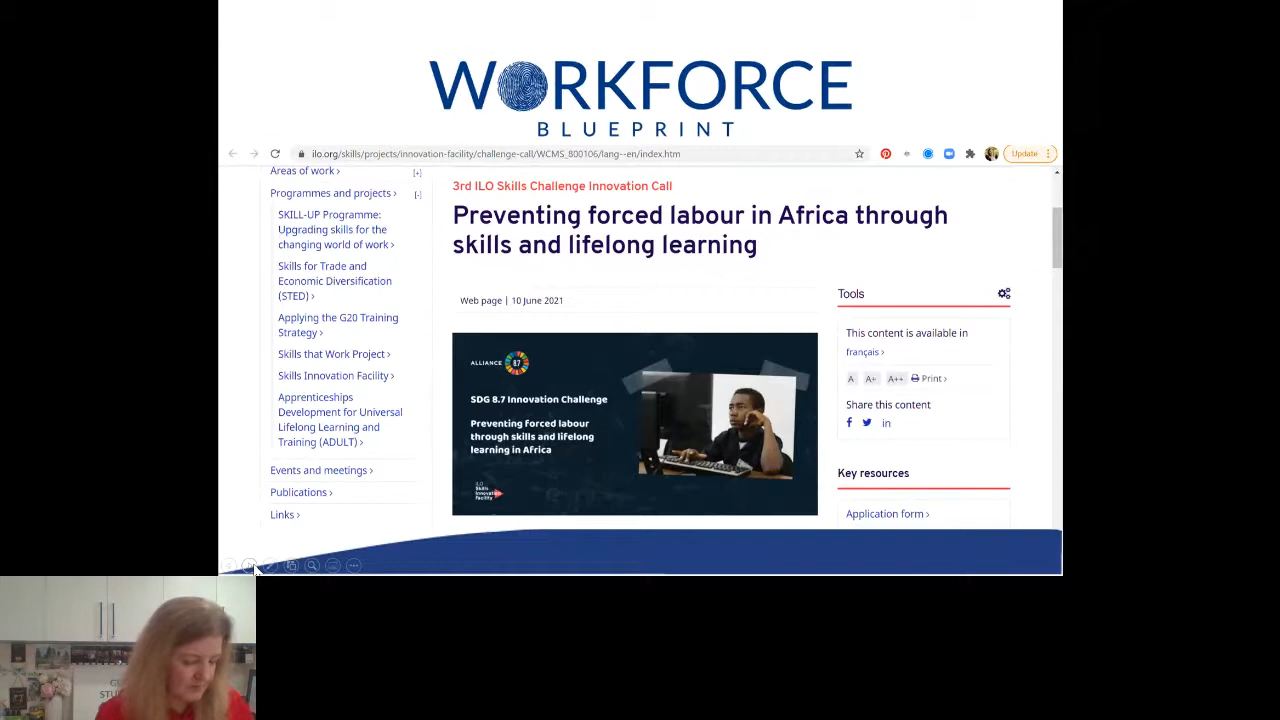 WORKFORCE
BLUEPRINT
ilo.org/skills/projects/innovation-facility/challenge-call/WCMS_800106/lang--en/index.htm
Update
Areas of work ›
[+]
Programmes and projects ›
[-]
SKILL-UP Programme:
Upgrading skills for the
changing world of work ›
Skills for Trade and
Economic Diversification
(STED) ›
Applying the G20 Training
Strategy ›
Skills that Work Project ›
Skills Innovation Facility ›
Apprenticeships
Development for Universal
Lifelong Learning and
Training (ADULT) ›
Events and meetings ›
Publications ›
Links ›
3rd ILO Skills Challenge Innovation Call
Preventing forced labour in Africa through
skills and lifelong learning
Web page | 10 June 2021
ALLIANCE 8.7
SDG 8.7 Innovation Challenge
Preventing forced labour
through skills and lifelong
learning in Africa
ILO
Skills
Innovation
Facility
Tools
This content is available in
français ›
A A+ A++ Print ›
Share this content
f in
Key resources
Application form ›